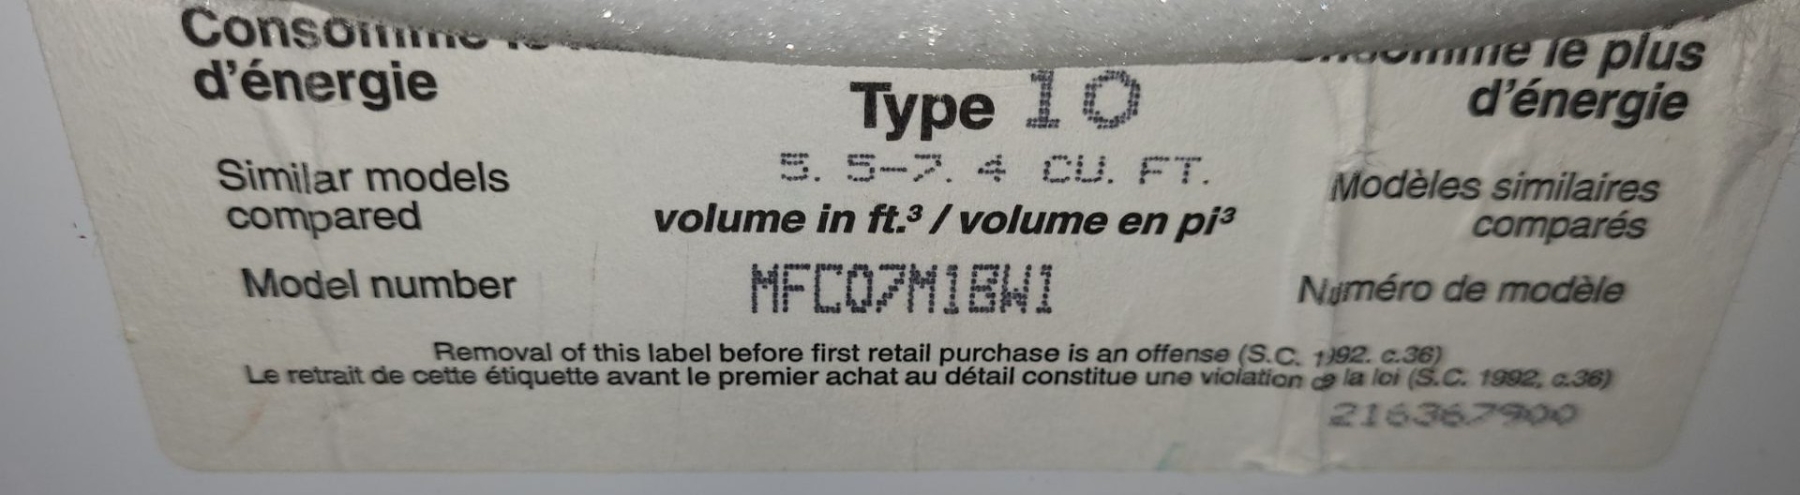 d'énergie
le plus
d'énergie
Type 10
5. 5-7. 4 CU. FT.
volume in ft.³ / volume en pi³
Similar models
compared
Modèles similaires
comparés
Model number
MFC07M1BW1
Numéro de modèle
Removal of this label before first retail purchase is an offense (S.C. 1992. c.36)
Le retrait de cette étiquette avant le premier achat au détail constitue une violation de la loi (S.C. 1992, c.36)
216367900